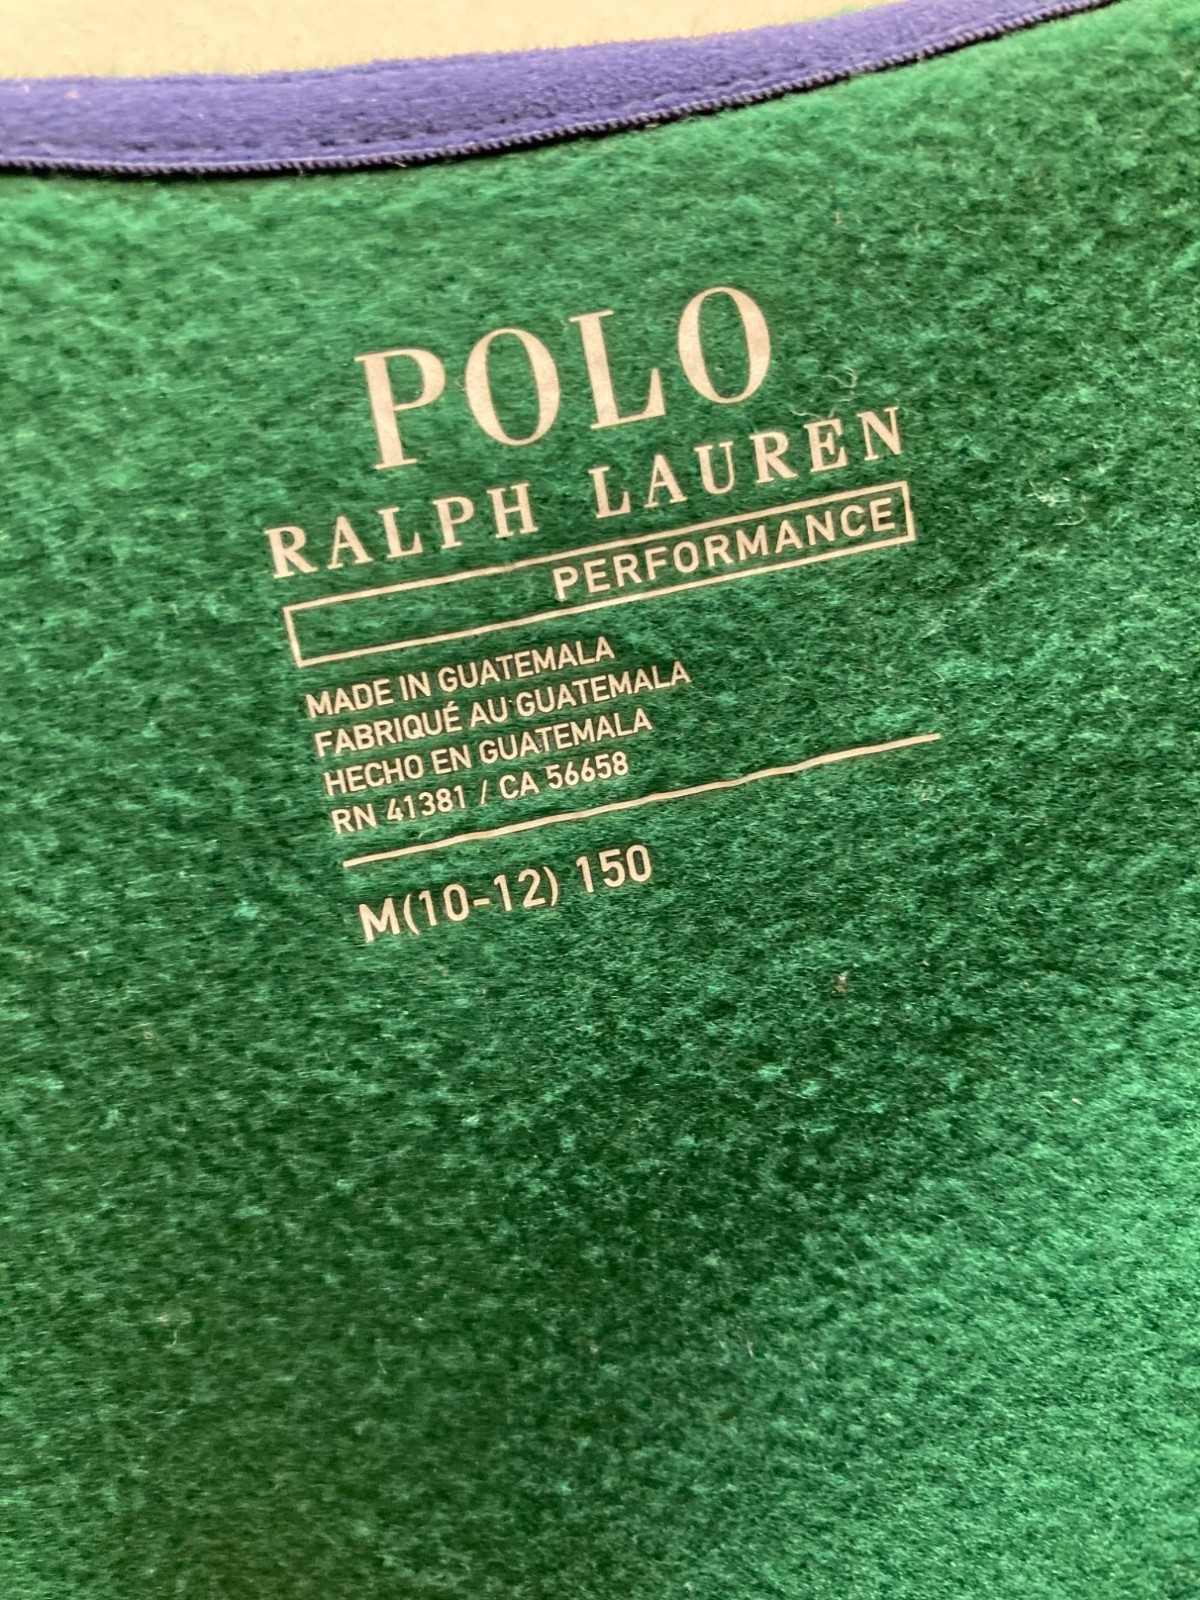 POLO
RALPH LAUREN
PERFORMANCE
MADE IN GUATEMALA
FABRIQUÉ AU GUATEMALA
HECHO EN GUATEMALA
RN 41381 / CA 56658
M(10-12) 150